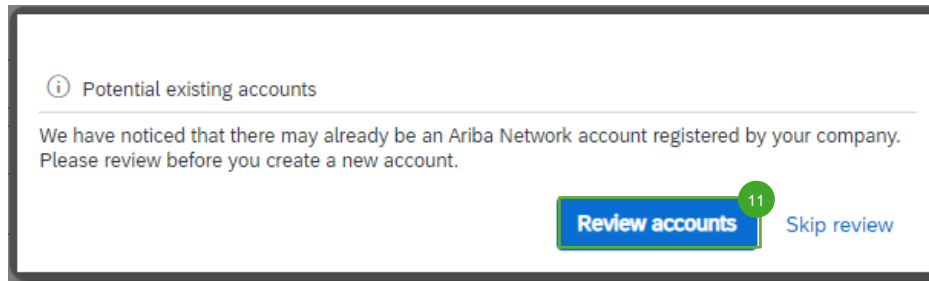 Potential existing accounts
We have noticed that there may already be an Ariba Network account registered by your company.
Please review before you create a new account.
11
Review accounts Skip review